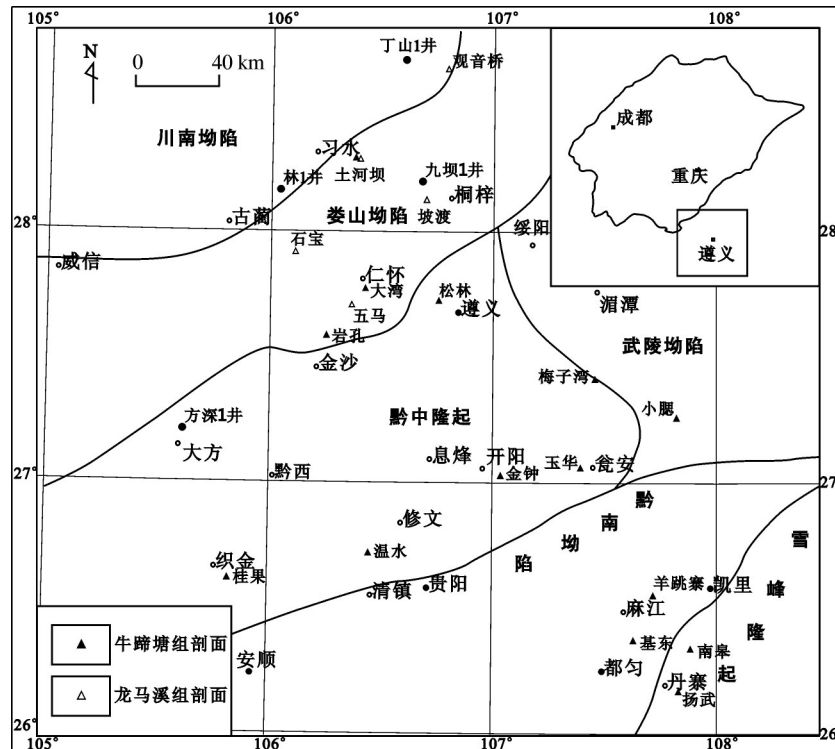 105° 106° 107° 108°
N
0 40 km
丁山1井
观音桥
川南坳陷
习水
土河坝
林1井
九坝1井
桐梓
坡渡
28
古蔺
娄山坳陷
石宝
绥阳
威信
仁怀
大湾
五马
松林
遵义
岩孔
金沙
成都
重庆
遵义
28
湄潭
武陵坳陷
梅子湾
小腮
方深1井
大方
黔中隆起
息烽
开阳
金钟
玉华
瓮安
27
黔西
27
修文
黔南坳陷
温水
织金
桂果
清镇
贵阳
雪峰隆起
羊跳寨
凯里
麻江
基东
南皋
都匀
丹寨
扬武
安顺
牛蹄塘组剖面
龙马溪组剖面
26
26
105° 106° 107° 108°